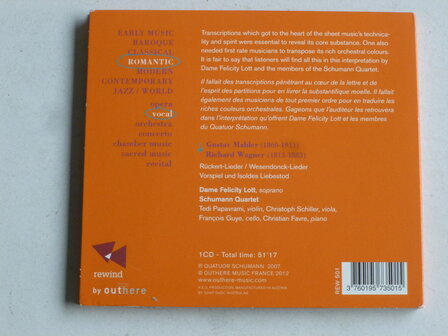 EARLY MUSIC
BAROQUE
CLASSICAL
ROMANTIC
MODERN
CONTEMPORARY
JAZZ / WORLD
opera
vocal
orchestra
concerto
chamber music
sacred music
recital
Transcriptions which got to the heart of the sheet music's technica-
lity and spirit were essential to reveal its core substance. One also
needed first rate musicians to transpose its rich orchestral colours.
It is fair to say that listeners will find all this in this interpretation by
Dame Felicity Lott and the members of the Schumann Quartet.
Il fallait des transcriptions pénétrant au cœur de la lettre et de
l'esprit des partitions pour en livrer la substantifique moelle. Il fallait
également des musiciens de tout premier ordre pour en traduire les
riches couleurs orchestrales. Gageons que l'auditeur les retrouvera
dans l'interprétation qu'offrent Dame Felicity Lott et les membres
du Quatuor Schumann.
Gustav Mahler (1860-1911)
Richard Wagner (1813-1883)
Rückert-Lieder / Wesendonck-Lieder
Vorspiel und Isoldes Liebestod
Dame Felicity Lott, soprano
Schumann Quartet
Tedi Papavrami, violin, Christoph Schiller, viola,
François Guye, cello, Christian Favre, piano
1CD - Total time: 51'17
℗ QUATUOR SCHUMANN 2007
© OUTHERE MUSIC FRANCE 2012
www.outhere-music.com
rewind
by outhere
REW 501
3 760195 735015